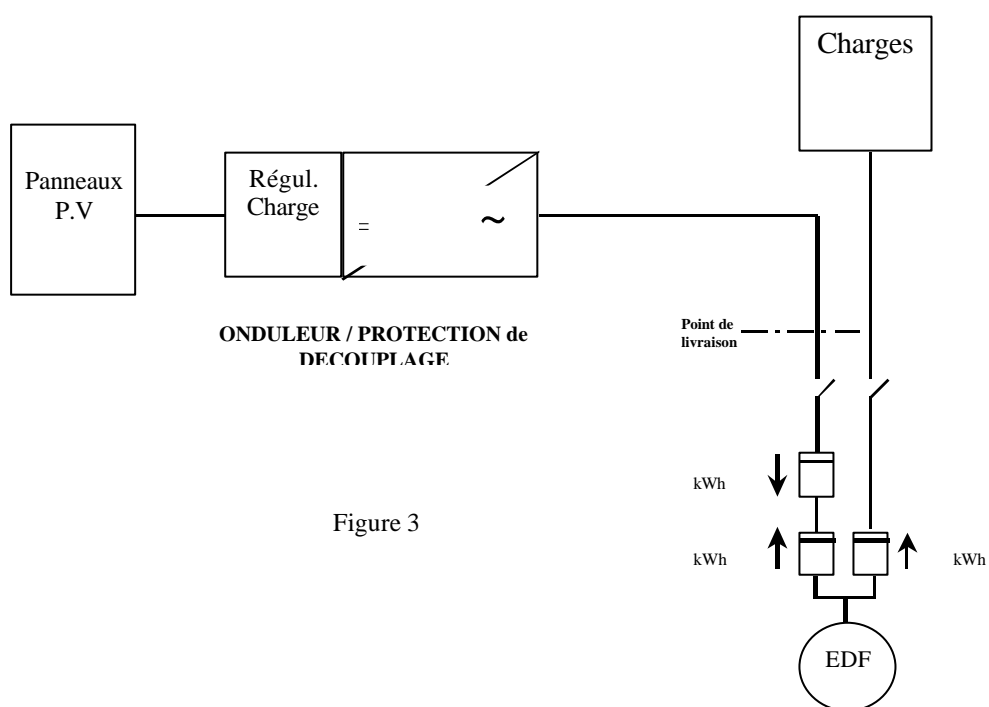 Charges
Panneaux
P.V
Régul.
Charge
=
~
ONDULEUR / PROTECTION de
DECOUPLAGE
Point de
livraison
kWh
Figure 3
kWh
kWh
EDF